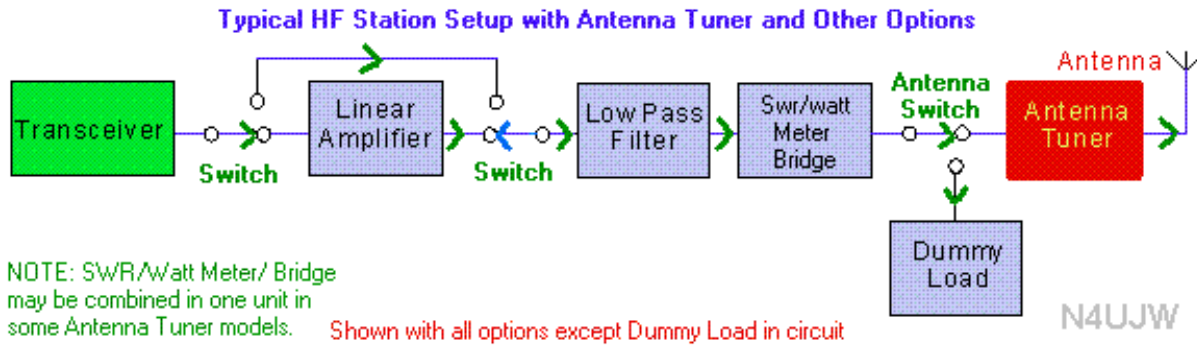 Typical HF Station Setup with Antenna Tuner and Other Options
Transceiver
Switch
Linear
Amplifier
Switch
Low Pass
Filter
Swr/watt
Meter
Bridge
Antenna
Switch
Antenna
Tuner
Antenna
Dummy
Load
NOTE: SWR/Watt Meter/ Bridge
may be combined in one unit in
some Antenna Tuner models.
Shown with all options except Dummy Load in circuit
N4UJW